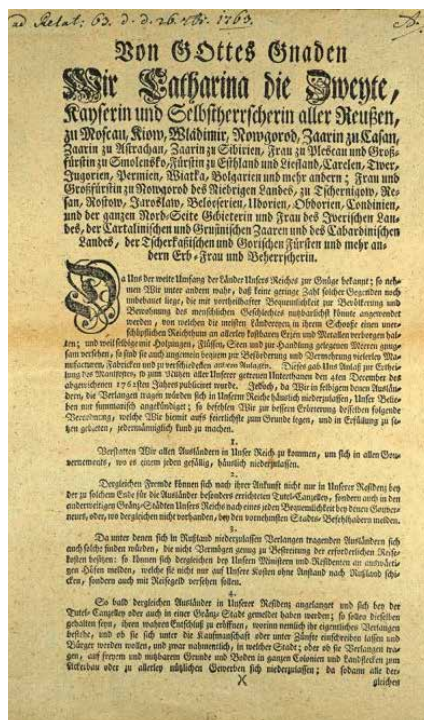 ad Relat: 63. d. d. 26. 7br. 1763.
Von GOttes Gnaden
Wir Catharina die Zweyte,
Kayserin und Selbstherrscherin aller Reußen,
zu Moscau, Kiow, Wladimir, Nowgorod, Zaarin zu Casan,
Zaarin zu Astrachan, Zaarin zu Sibirien, Frau zu Pleskau und Groß-
fürstin zu Smolensko, Fürstin zu Esthland und Liefland, Carelen, Twer,
Jugorien, Permien, Wiatka, Bolgarien und mehr andern; Frau und
Großfürstin zu Nowgorod des Niedrigen Landes, zu Tschernigow, Re-
san, Rostow, Jaroslaw, Beloserien, Udorien, Obdorien, Condinien,
und der ganzen Nord-Seite Gebieterin und Frau des Iverischen Lan-
des, der Cartalinischen und Grusinischen Zaaren und des Cabardinischen
Landes, der Tscherkaßischen und Gorischen Fürsten und mehr an-
dern Erb-Frau und Beherrscherin.
Da Uns der weite Umfang der Länder Unsers Reiches zur Gnüge bekannt; so neh-
men Wir unter andern wahr, daß keine geringe Zahl solcher Gegenden noch
unbebauet liege, die mit vortheilhafter Bequemlichkeit zur Bevölkerung und
Bewohnung des menschlichen Geschlechtes nutzbarlichst könnte angewendet
werden, von welchen die meisten Ländereyen in ihrem Schooße einen uner-
schöpflichen Reichthum an allerley kostbaren Erzen und Metallen verborgen hal-
ten; und weil selbige mit Holzungen, Flüssen, Seen und zur Handlung gelegenen Meeren gnug-
sam versehen, so sind sie auch ungemein bequem zur Beförderung und Vermehrung vielerley Ma-
nufacturen, Fabricken und zu verschiedenen andern Anlagen. Dieses gab Uns Anlaß zur Erthei-
lung des Manifestes, so zum Nutzen aller Unserer getreuen Unterthanen den 4ten December des
abgewichenen 1762sten Jahres publiciret wurde. Jedoch, da Wir in selbigem denen Auslän-
dern, die Verlangen tragen würden sich in Unserm Reiche häuslich niederzulassen, Unser Belie-
ben nur summarisch angekündiget; so befehlen Wir zur bessern Erörterung desselben folgende
Verordnung, welche Wir hiemit aufs feierlichste zum Grunde legen, und in Erfüllung zu se-
tzen gebieten, jedermänniglich kund zu machen.
1.
Verstatten Wir allen Ausländern in Unser Reich zu kommen, um sich in allen Gou-
vernements, wo es einem jeden gefällig, häuslich niederzulassen.
2.
Dergleichen Fremde können sich nach ihrer Ankunft nicht nur in Unserer Residenz bey
der zu solchem Ende für die Ausländer besonders errichteten Tutel-Canzelley, sondern auch in den
anderweitigen Gränz-Städten Unsers Reichs nach eines jeden Bequemlichkeit bey denen Gouver-
neurs, oder, wo dergleichen nicht vorhanden, bey den vornehmsten Stadts-Befehlshabern melden.
3.
Da unter denen sich in Rußland niederzulassen Verlangen tragenden Ausländern sich
auch solche finden würden, die nicht Vermögen genug zu Bestreitung der erforderlichen Reise-
kosten besitzen: so können sich dergleichen bey Unsern Ministern und Residenten an auswärti-
gen Höfen melden, welche sie nicht nur auf Unsere Kosten ohne Anstand nach Rußland schi-
cken, sondern auch mit Reisegeld versehen sollen.
4.
So bald dergleichen Ausländer in Unserer Residenz angelanget und sich bey der
Tutel-Canzelley oder auch in einer Gränz-Stadt gemeldet haben werden; so sollen dieselben
gehalten seyn, ihren wahren Entschluß zu eröffnen, worinn nemlich ihr eigentliches Verlangen
bestehe, und ob sie sich unter die Kaufmanschaft oder unter Zünfte einschreiben lassen und
Bürger werden wollen, und zwar nahmentlich, in welcher Stadt; oder ob sie Verlangen tra-
gen, auf freyem und nutzbarem Grunde und Boden in ganzen Colonien und Landflecken zum
Ackerbau oder zu allerley nützlichen Gewerben sich niederzulassen; da sodann alle der-
gleichen